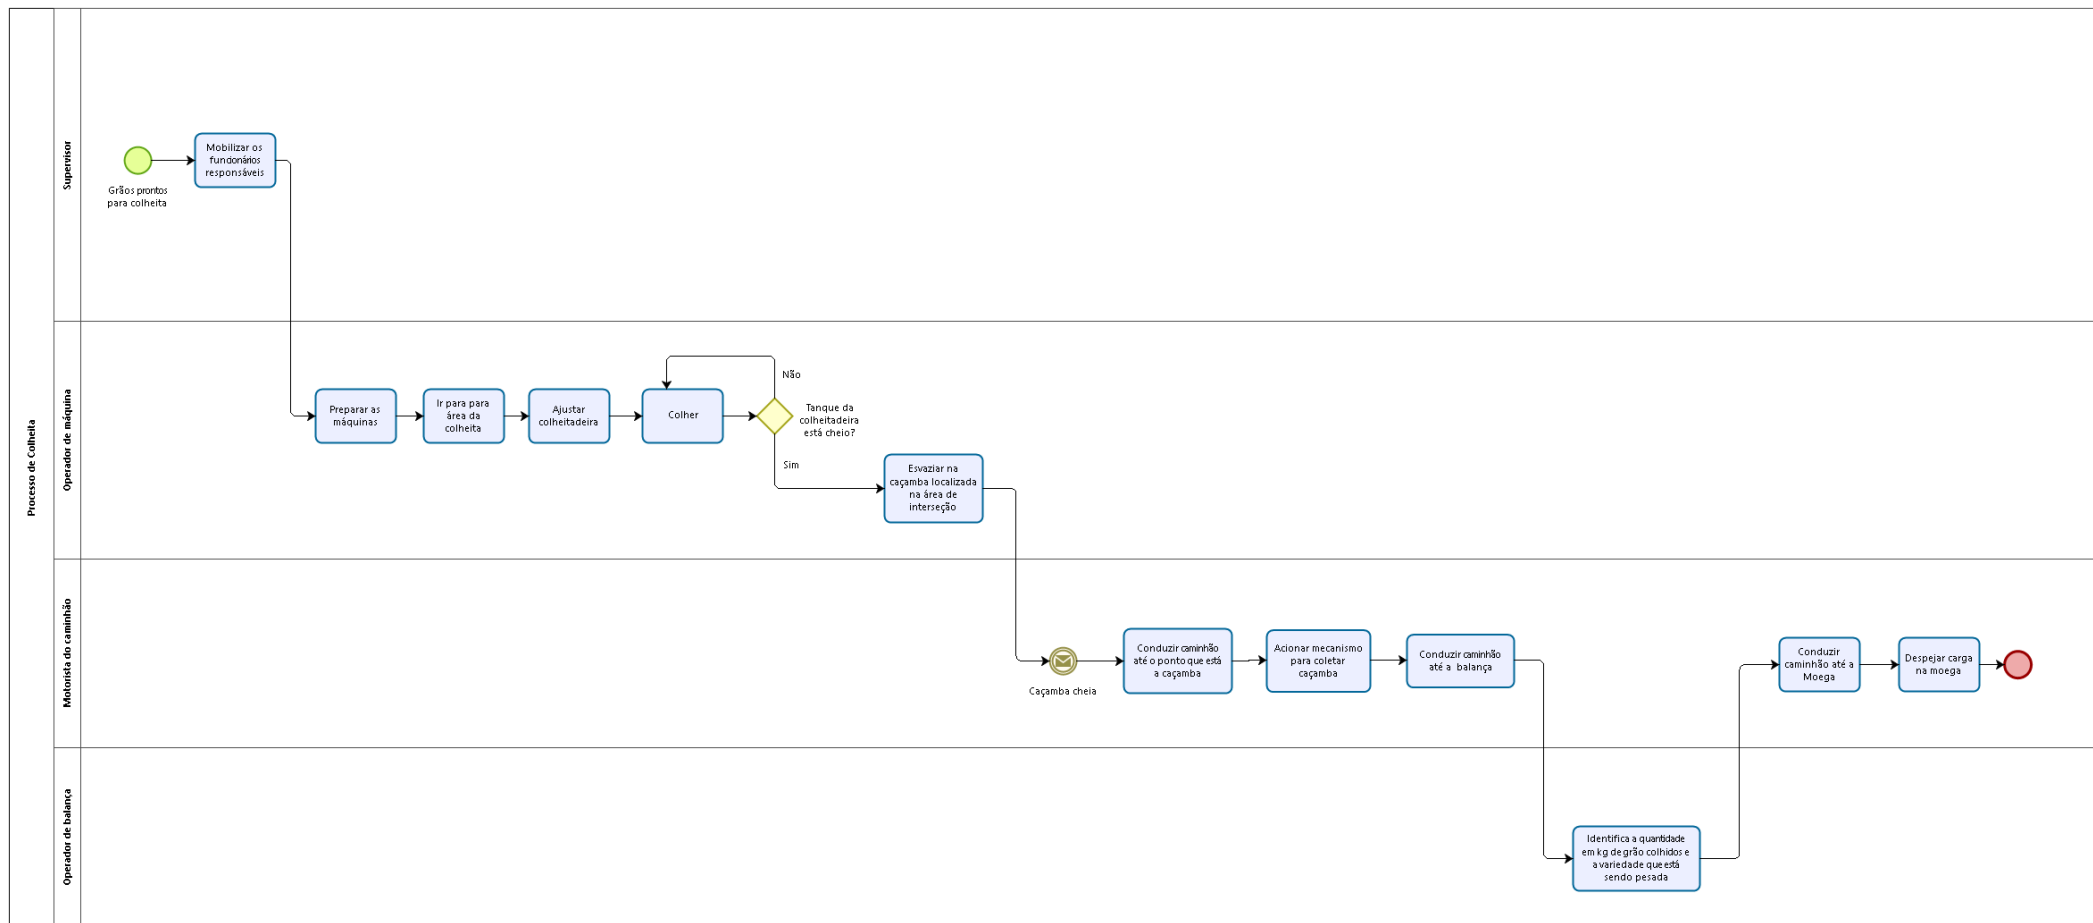 Processo de Colheita
Supervisor
Grãos prontos
para colheita
Mobilizar os
funcionários
responsáveis
Operador de máquina
Preparar as
máquinas
Ir para para
área da
colheita
Ajustar
colheitadeira
Colher
Não
Tanque da
colheitadeira
está cheio?
Sim
Esvaziar na
caçamba localizada
na área de
interseção
Motorista do caminhão
Caçamba cheia
Conduzir caminhão
até o ponto que está
a caçamba
Acionar mecanismo
para coletar
caçamba
Conduzir caminhão
até a balança
Conduzir
caminhão até a
Moega
Despejar carga
na moega
Operador de balança
Identifica a quantidade
em kg de grão colhidos e
a variedade que está
sendo pesada